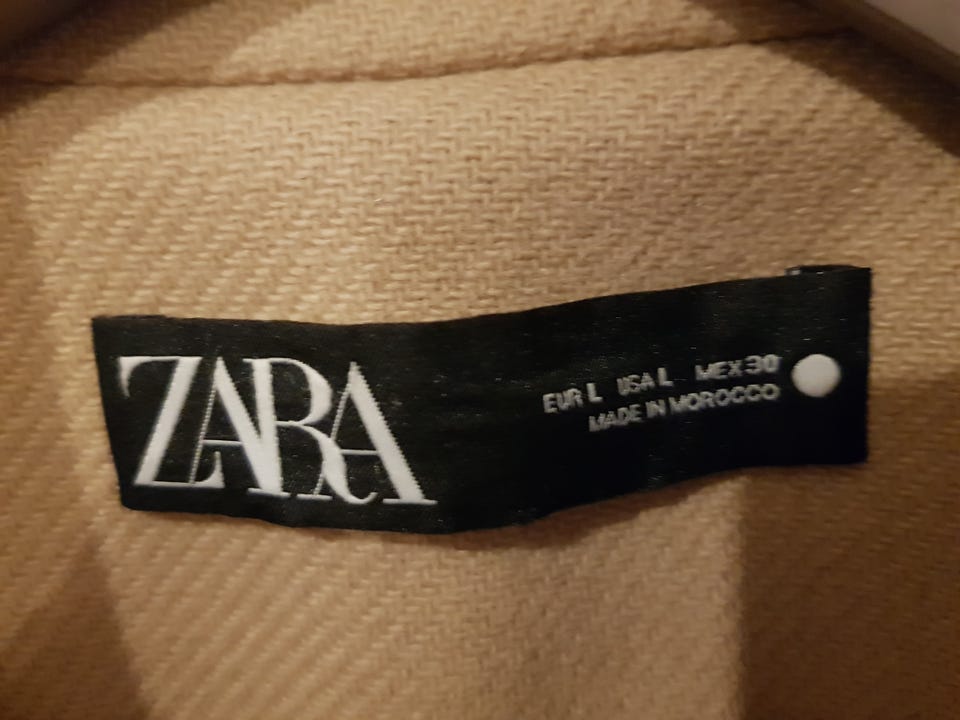 ZARA
EUR L USA L MEX 30
MADE IN MOROCCO